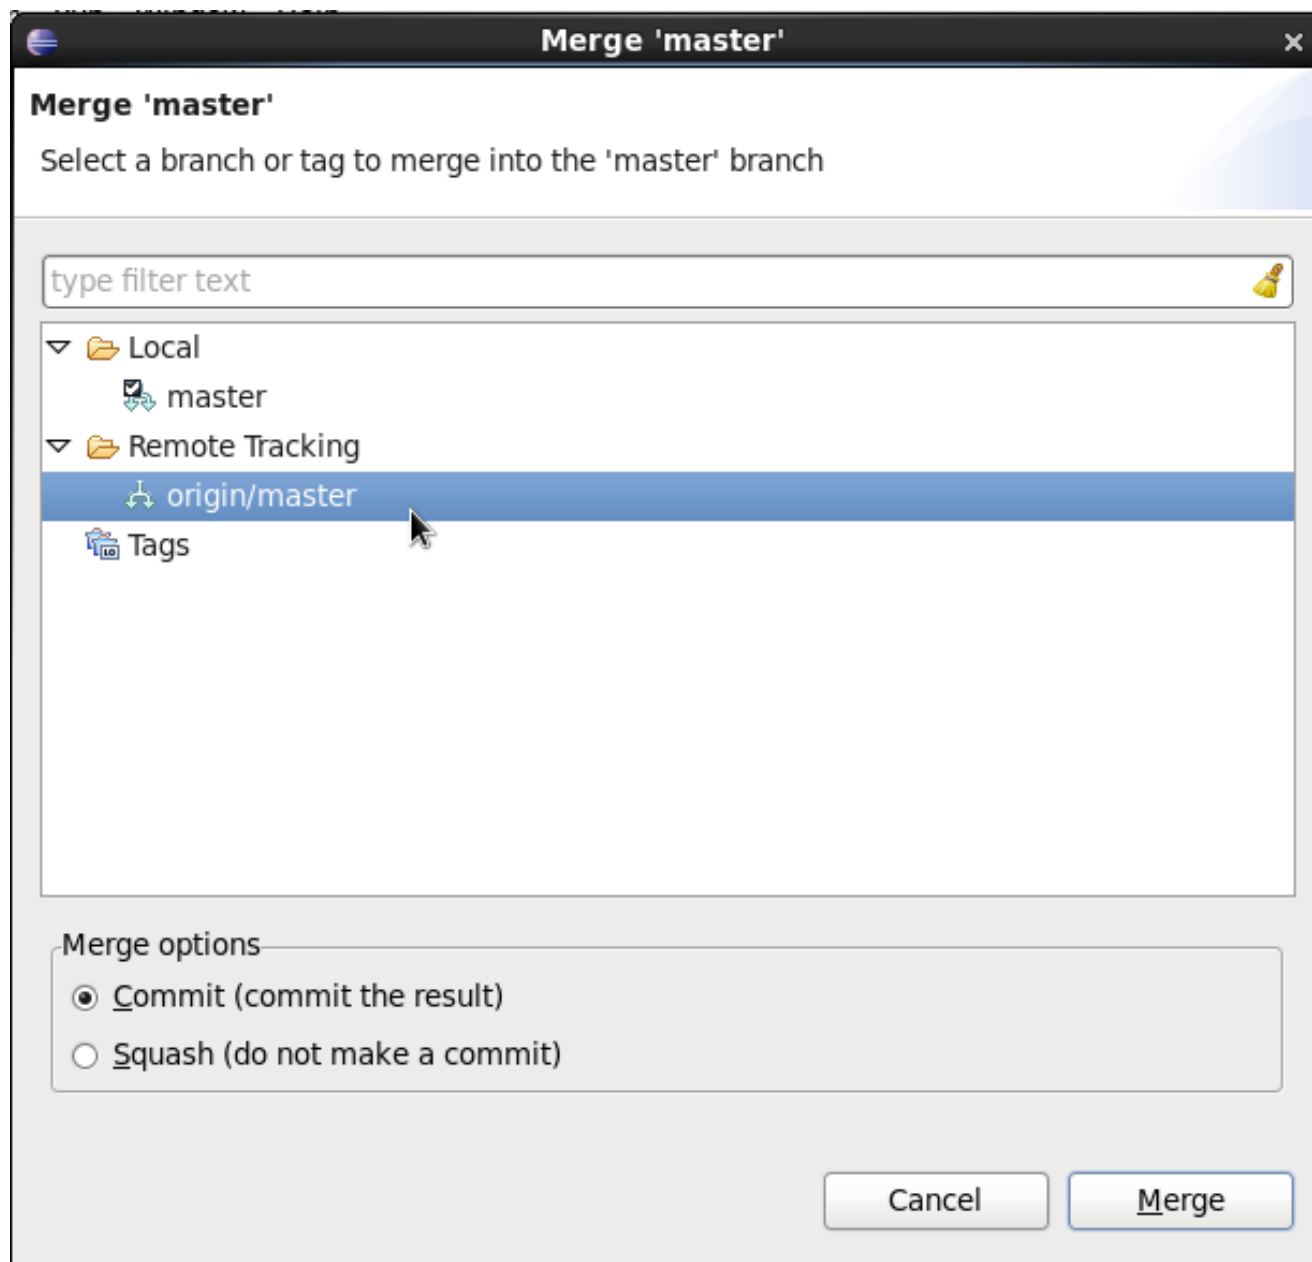 Merge 'master'
Merge 'master'
Select a branch or tag to merge into the 'master' branch
type filter text
Local
master
Remote Tracking
origin/master
Tags
Merge options
Commit (commit the result)
Squash (do not make a commit)
Cancel
Merge